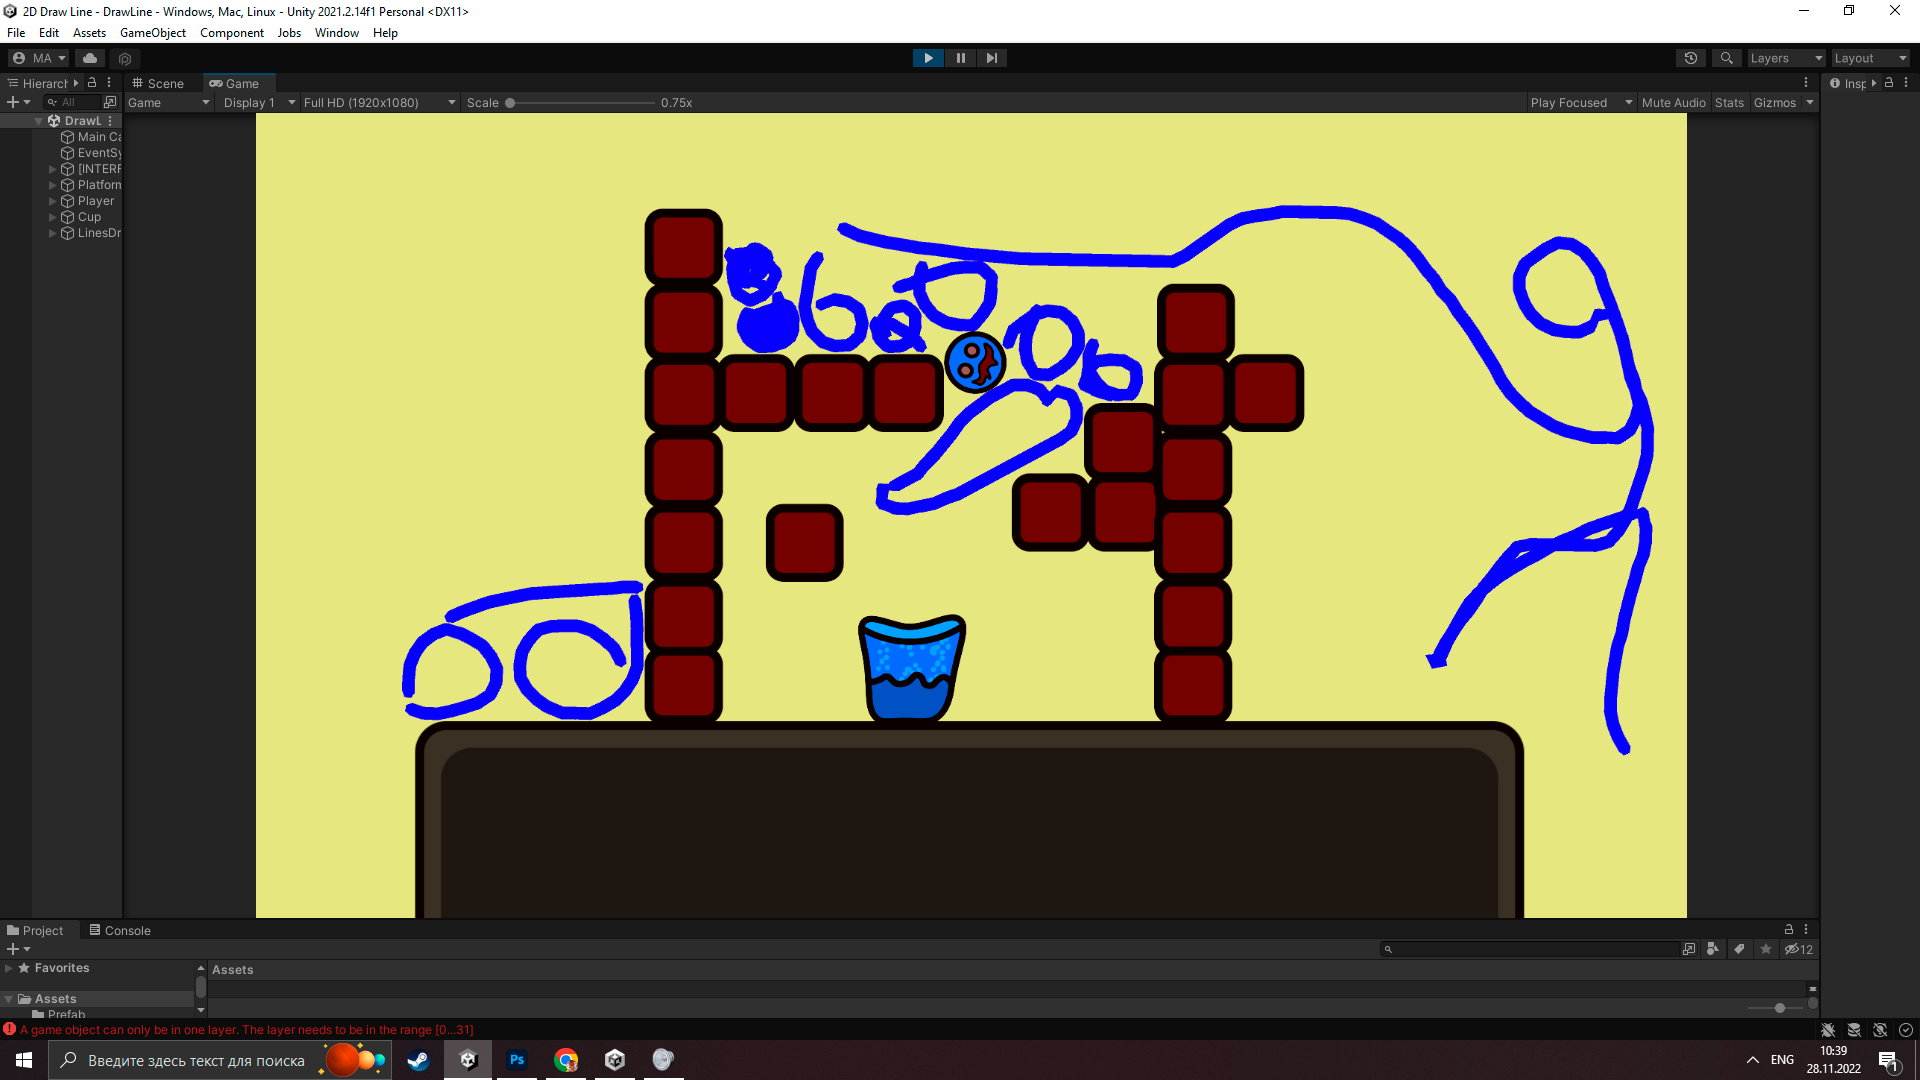 2D Draw Line - DrawLine - Windows, Mac, Linux - Unity 2021.2.14f1 Personal <DX11>
File Edit Assets GameObject Component Jobs Window Help
MA Layers Layout
Hierarch Scene Game Insp
All Game Display 1 Full HD (1920x1080) Scale 0.75x Play Focused Mute Audio Stats Gizmos
DrawL
Main Ca
EventSy
[INTERF
Platform
Player
Cup
LinesDr
Project Console
12
Favorites Assets
Assets
Prefab
A game object can only be in one layer. The layer needs to be in the range [0...31]
Введите здесь текст для поиска Ps ENG 10:39
28.11.2022 1